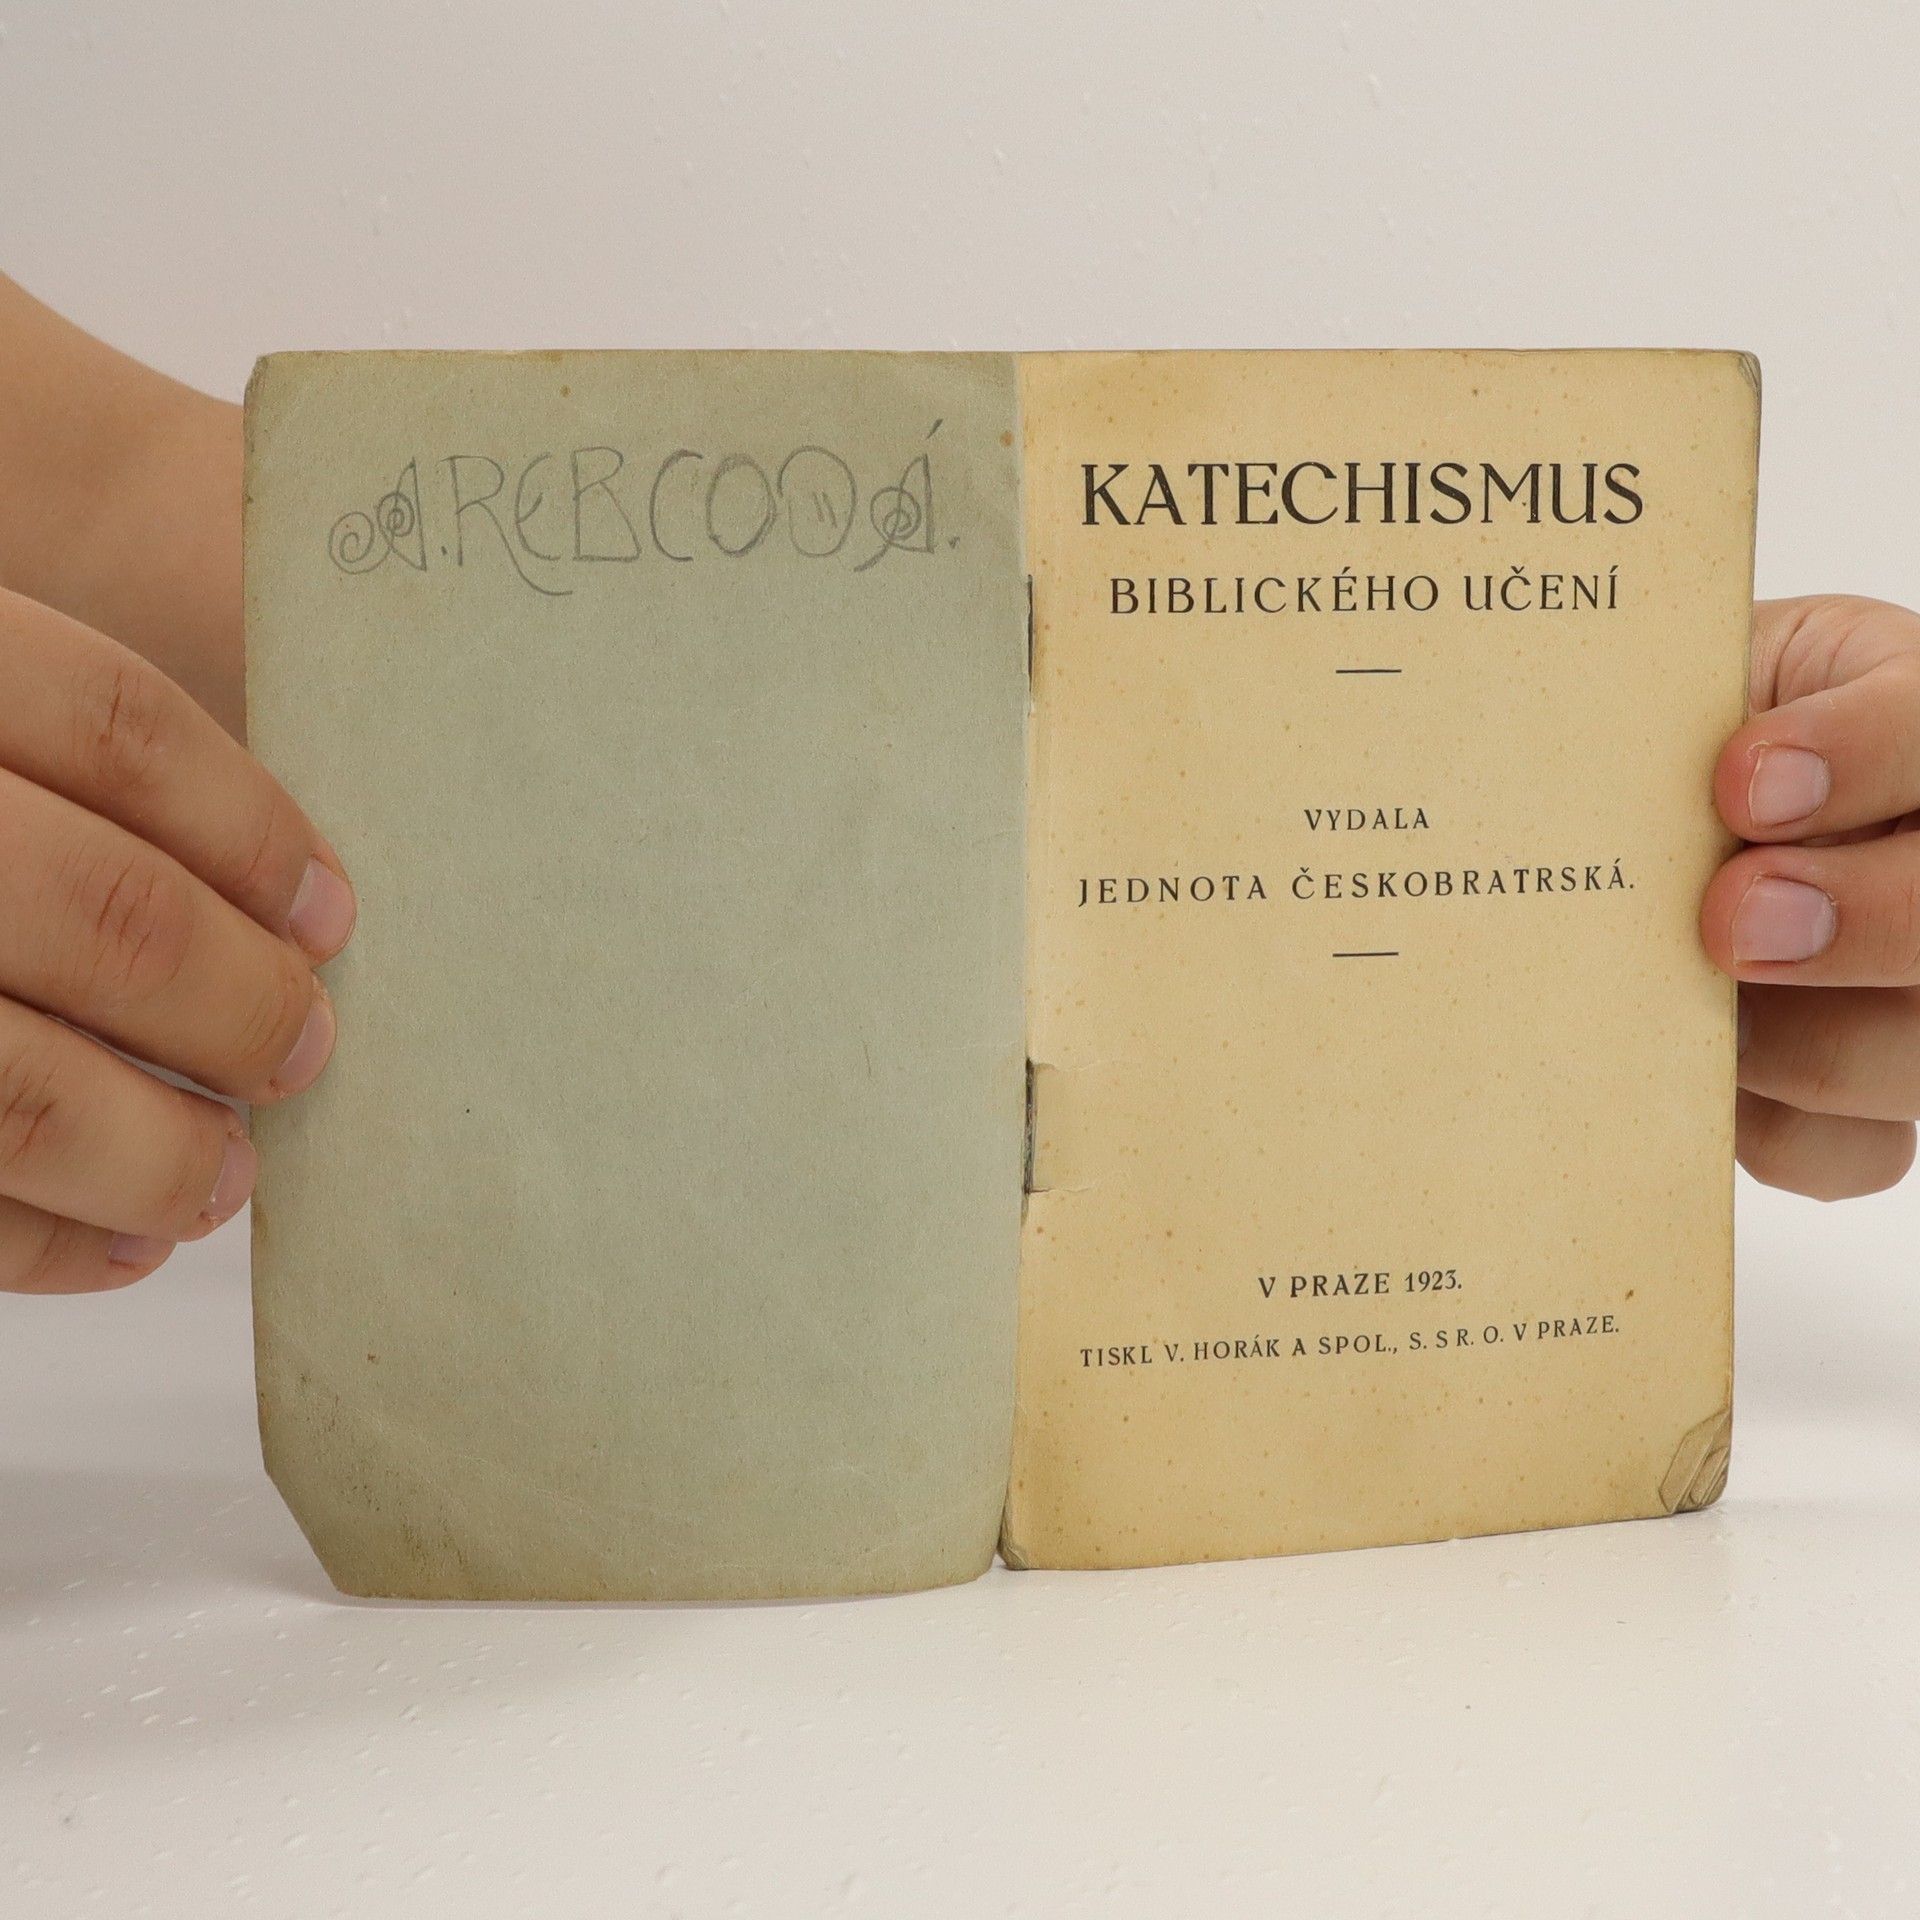 A. REBCOVÁ.
KATECHISMUS
BIBLICKÉHO UČENÍ
VYDALA
JEDNOTA ČESKOBRATRSKÁ.
V PRAZE 1923.
TISKL V. HORÁK A SPOL., S. S R. O. V PRAZE.